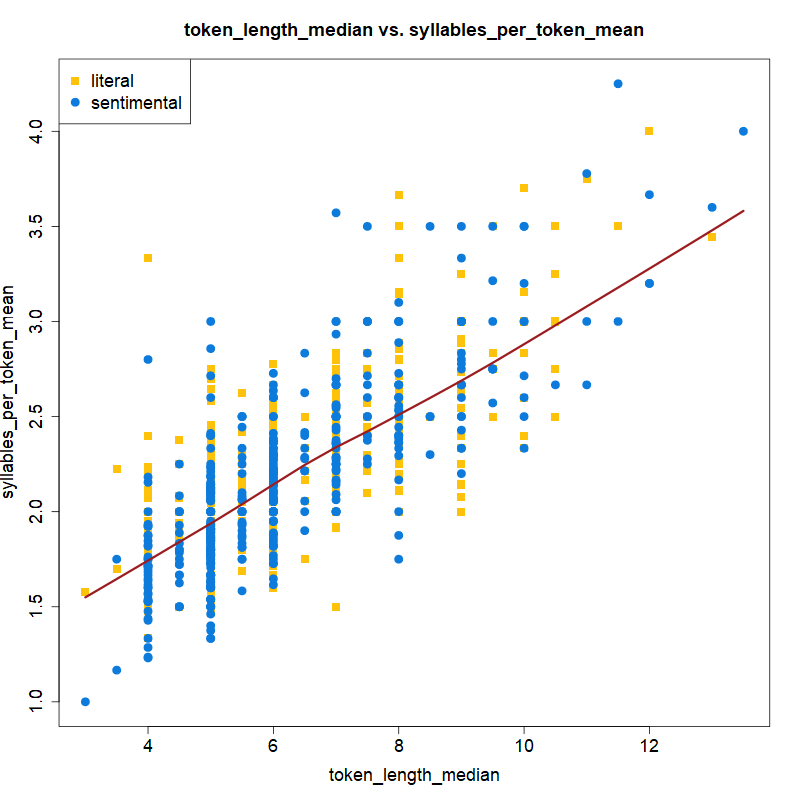 token_length_median vs. syllables_per_token_mean
literal
sentimental
syllables_per_token_mean
4.0
3.5
3.0
2.5
2.0
1.5
1.0
4 6 8 10 12
token_length_median